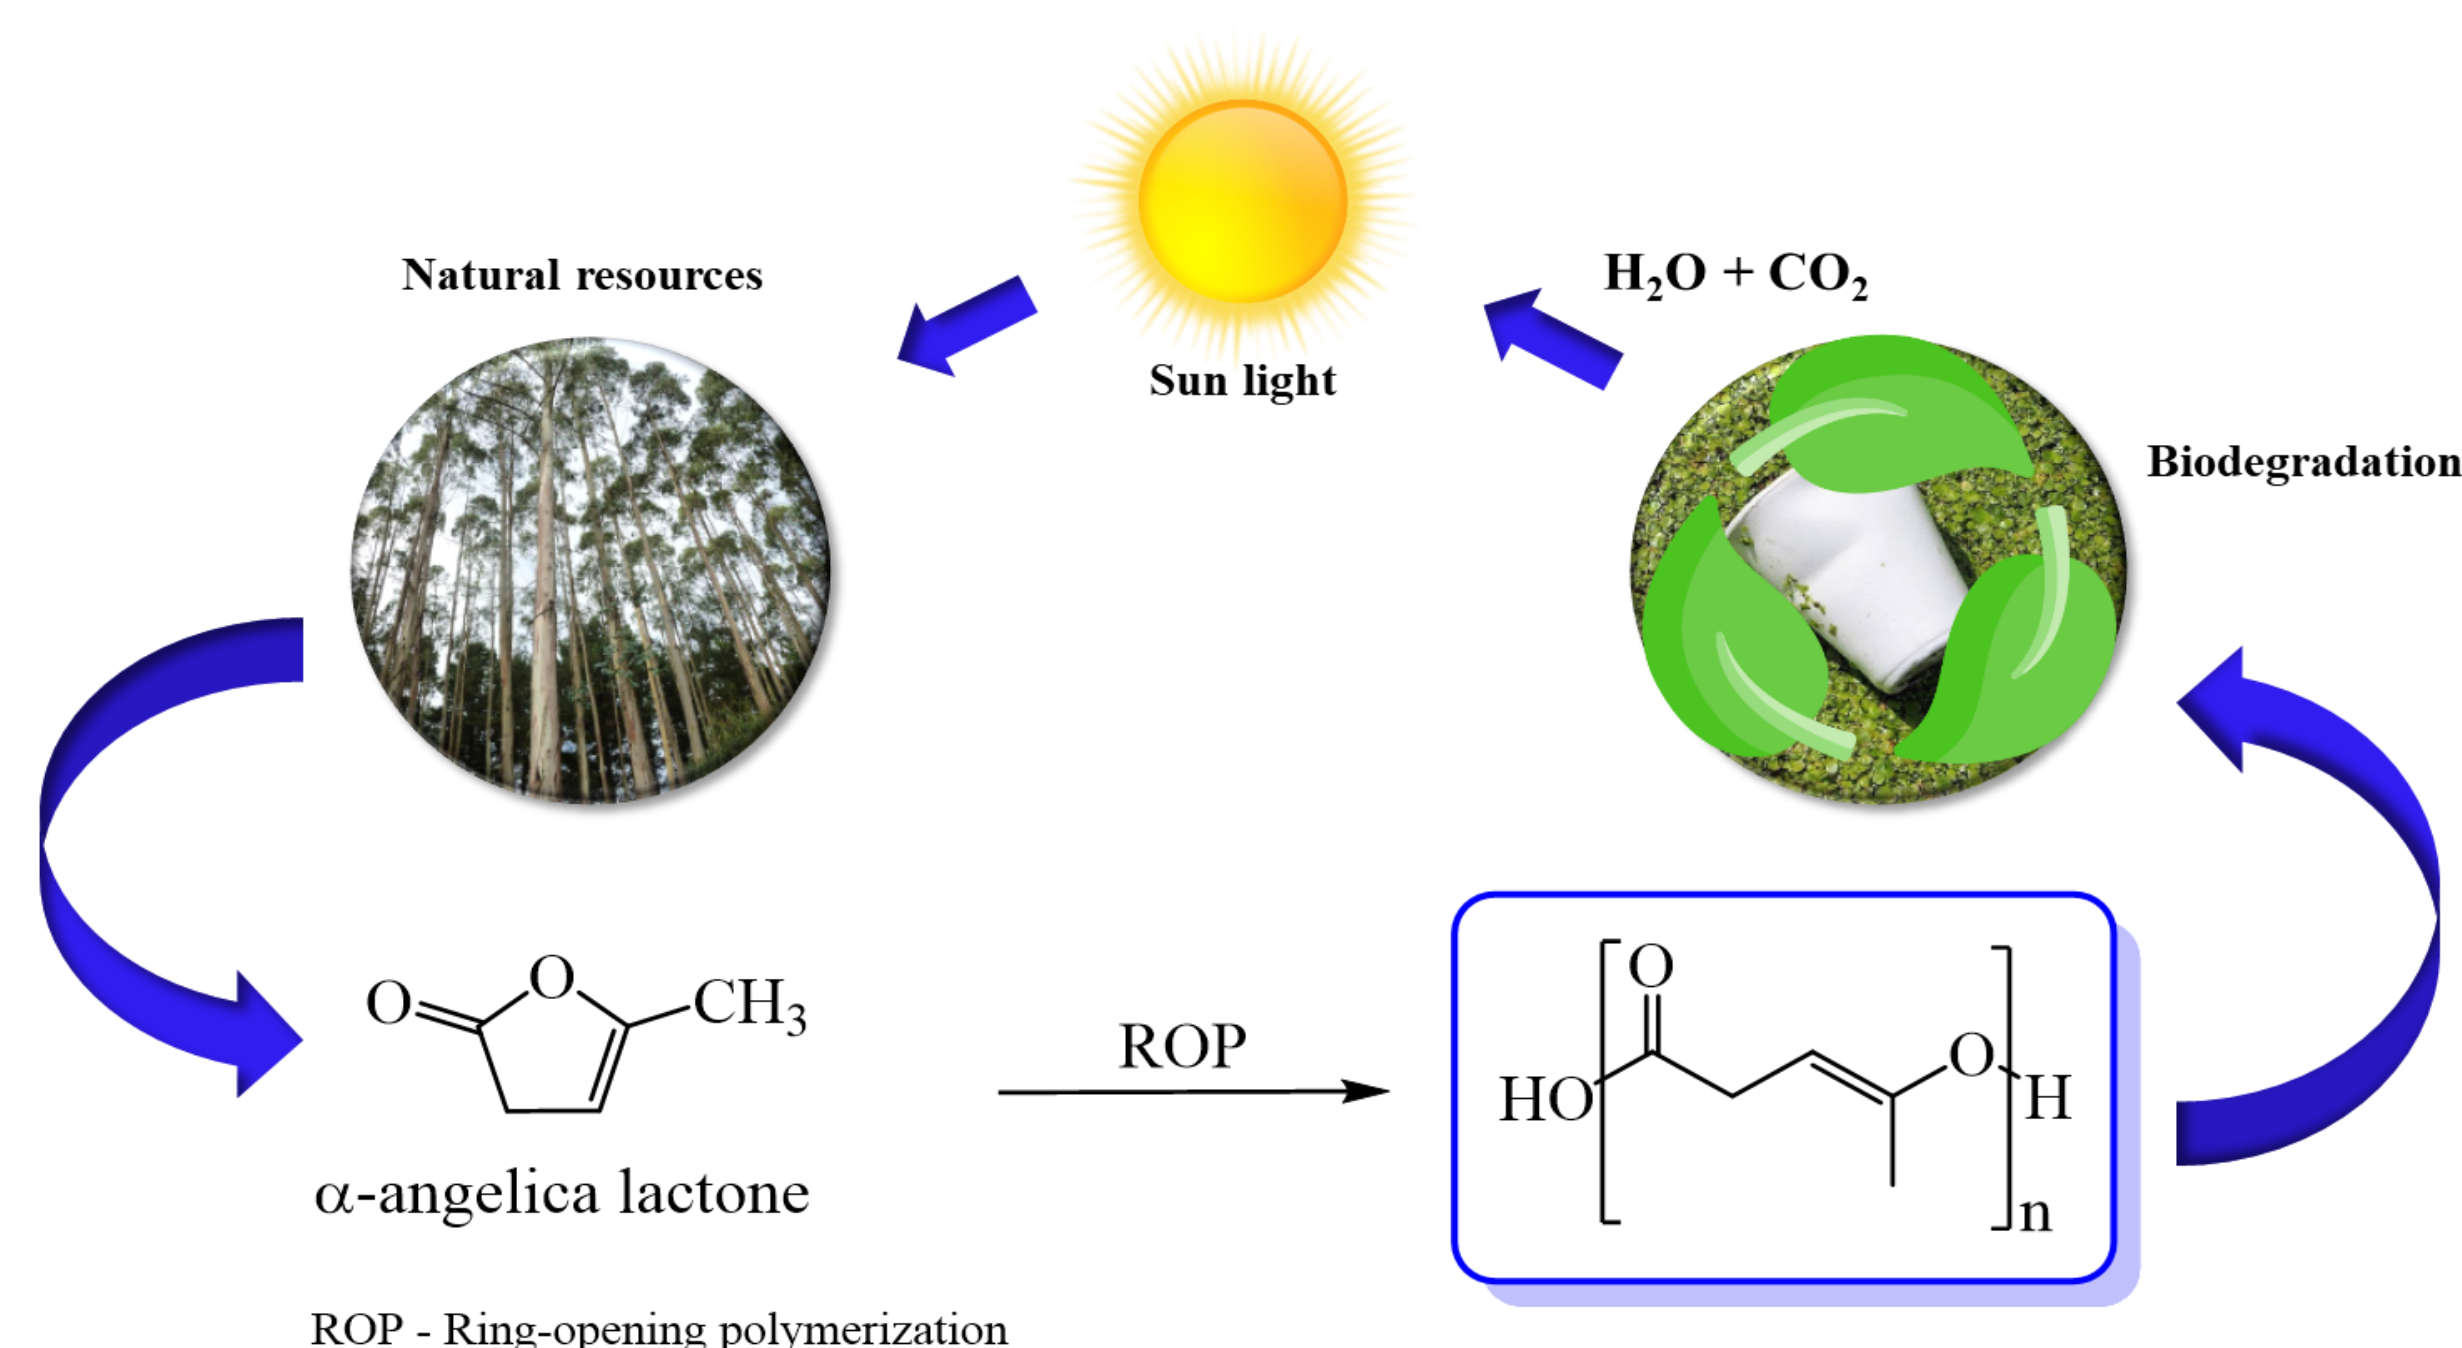 Sun light
Natural resources
H₂O + CO₂
Biodegradation
O
O
CH₃
α-angelica lactone
ROP
O
HO
O
H
n
ROP - Ring-opening polymerization